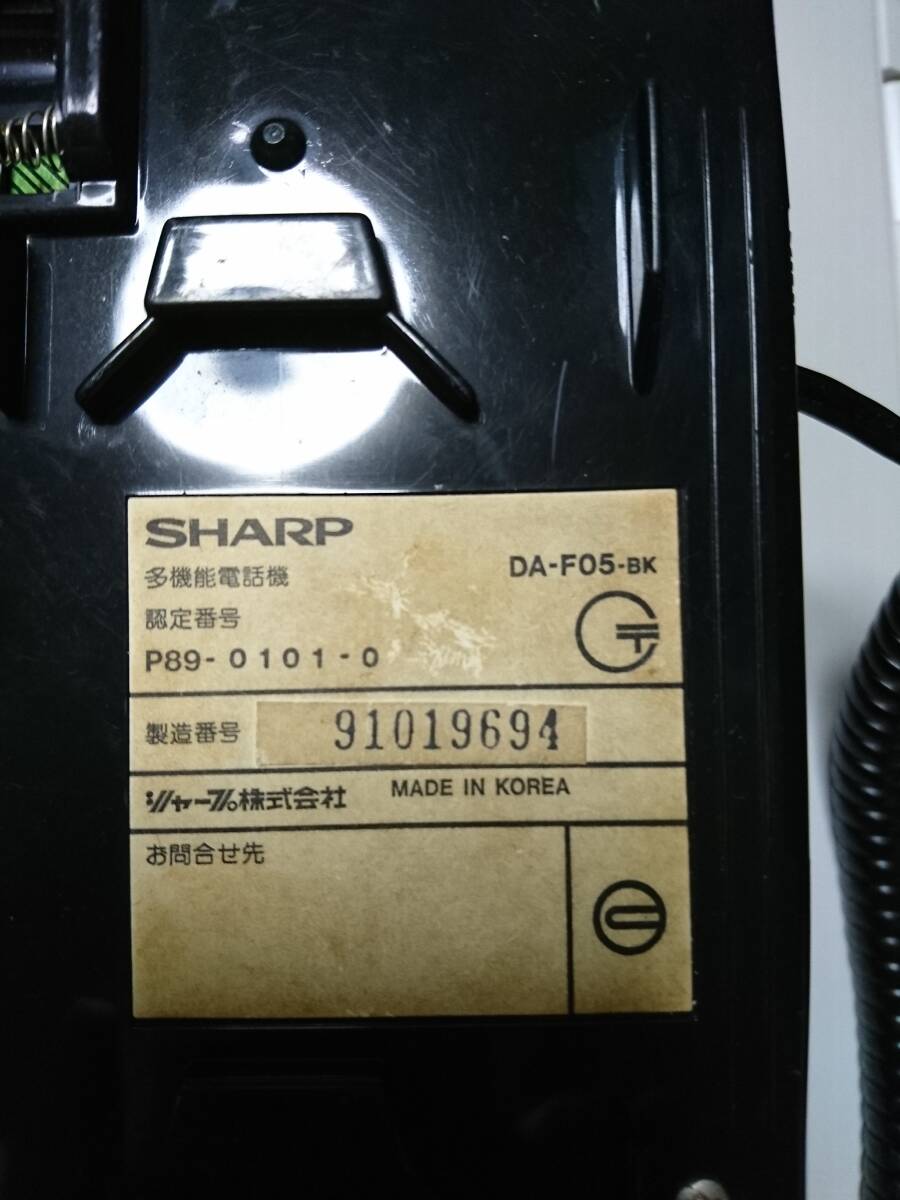 SHARP
多機能電話機
DA-F05-BK
認定番号
P89-0101-0
製造番号 91019694
シャープ株式会社 MADE IN KOREA
お問合せ先